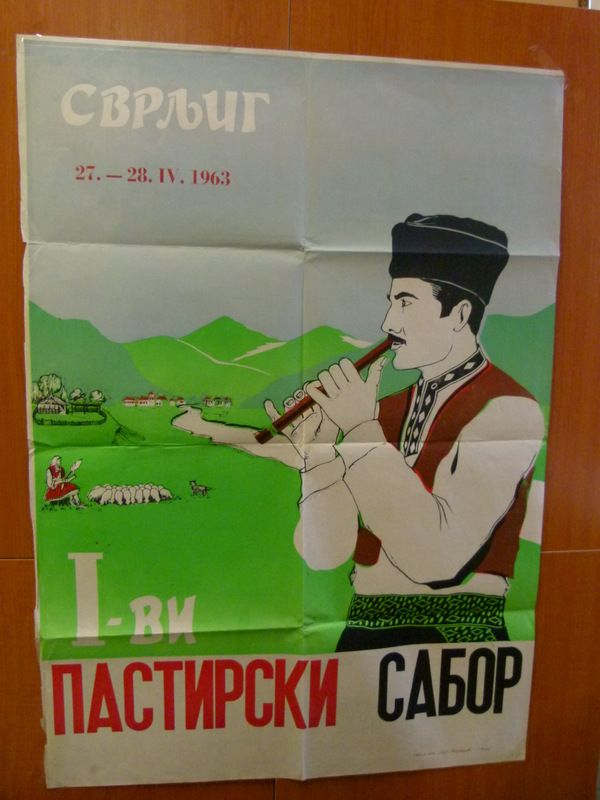 СВРЉИГ
27. — 28. IV. 1963
I-ви
ПАСТИРСКИ САБОР